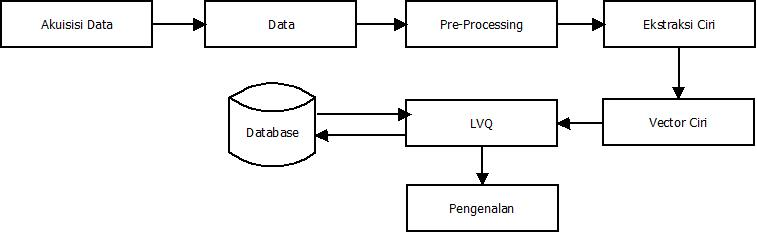 Akuisisi Data
Data
Pre-Processing
Ekstraksi Ciri
Database
LVQ
Vector Ciri
Pengenalan